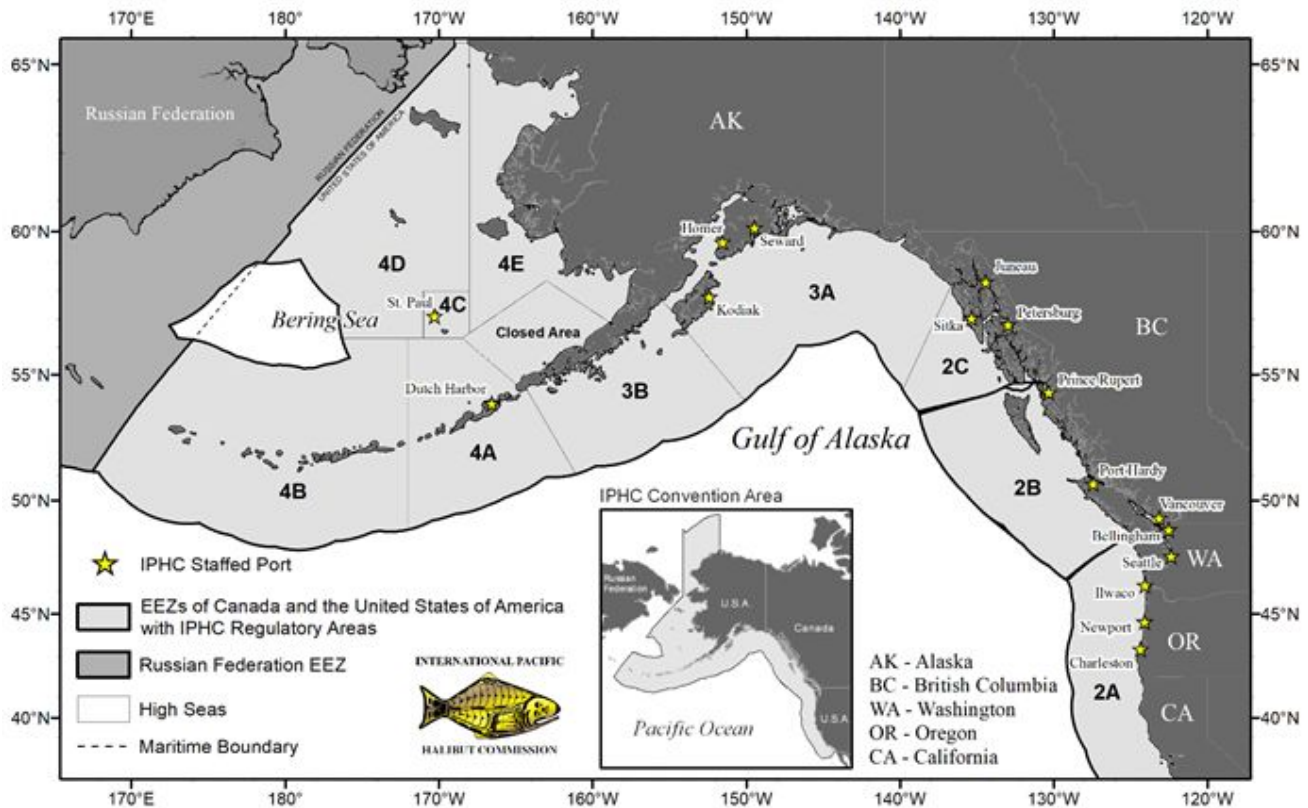 170°E 180° 170°W 160°W 150°W 140°W 130°W 120°W
65°N 65°N
Russian Federation
RUSSIAN FEDERATION
UNITED STATES OF AMERICA
AK
60°N 60°N
Homer
Seward
4D
4E
Juneau
St. Paul
4C
3A
Bering Sea
Kodiak
Petersburg
BC
Sitka
Closed Area
55°N 55°N
2C
Prince Rupert
Dutch Harbor
3B
Gulf of Alaska
4A
4B
Port Hardy
50°N 50°N
2B
IPHC Convention Area
Vancouver
Bellingham
Seattle
WA
IPHC Staffed Port
Russian
Federation
U.S.A.
Canada
U.S.A.
Pacific Ocean
Ilwaco
EEZs of Canada and the United States of America
with IPHC Regulatory Areas
45°N 45°N
Newport
OR
Charleston
Russian Federation EEZ
INTERNATIONAL PACIFIC
HALIBUT COMMISSION
2A
High Seas
CA
40°N 40°N
Maritime Boundary
AK - Alaska
BC - British Columbia
WA - Washington
OR - Oregon
CA - California
170°E 180° 170°W 160°W 150°W 140°W 130°W 120°W